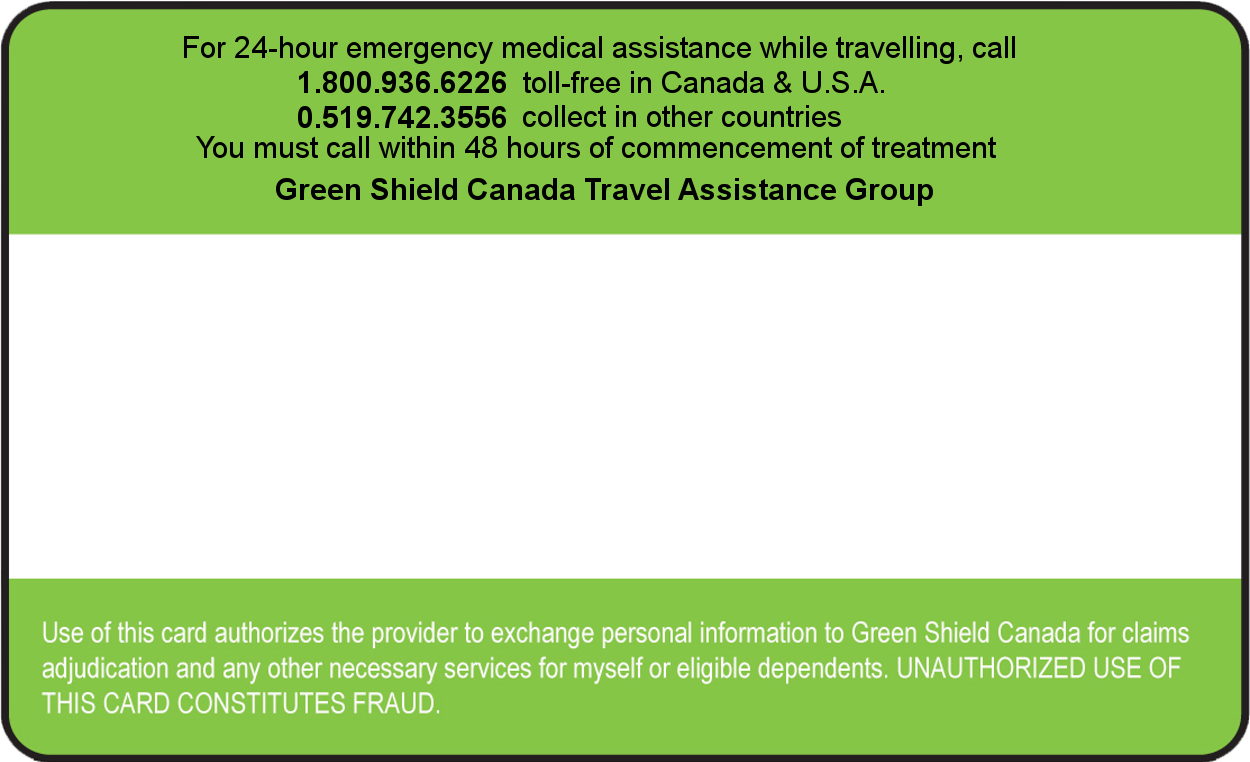 For 24-hour emergency medical assistance while travelling, call
1.800.936.6226 toll-free in Canada & U.S.A.
0.519.742.3556 collect in other countries
You must call within 48 hours of commencement of treatment
Green Shield Canada Travel Assistance Group
Use of this card authorizes the provider to exchange personal information to Green Shield Canada for claims
adjudication and any other necessary services for myself or eligible dependents. UNAUTHORIZED USE OF
THIS CARD CONSTITUTES FRAUD.